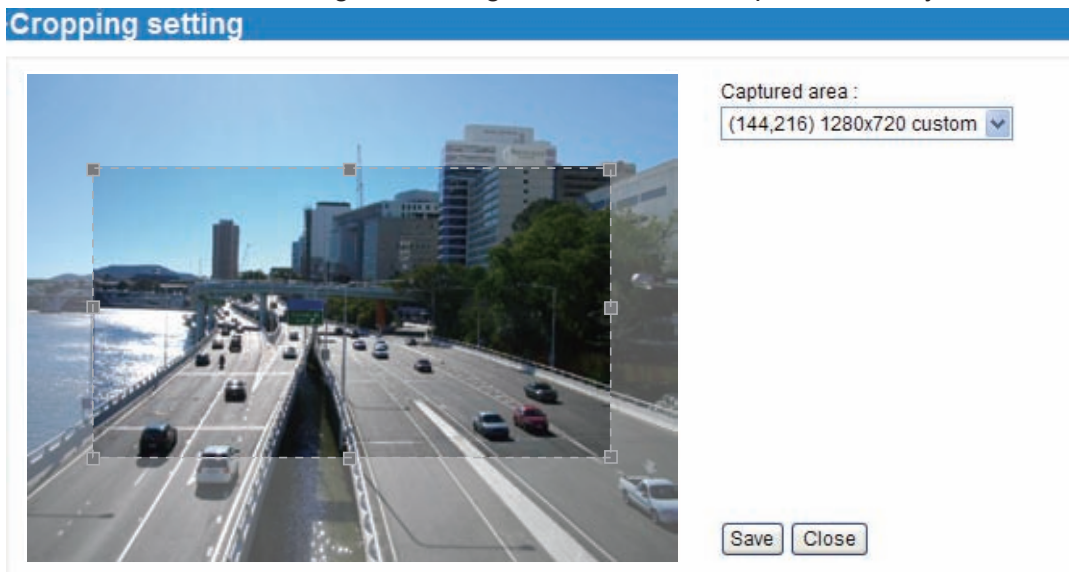 Cropping setting
Captured area :
(144,216) 1280x720 custom
Save Close